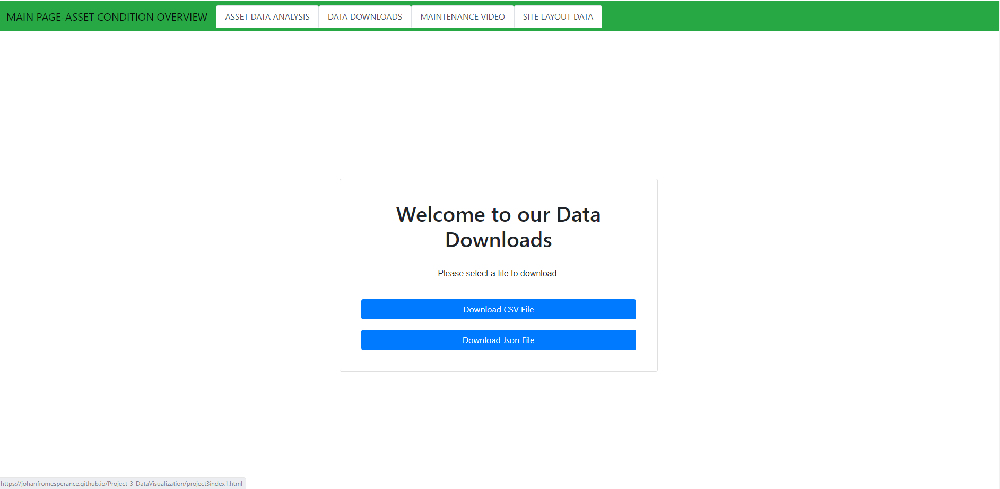 MAIN PAGE-ASSET CONDITION OVERVIEW ASSET DATA ANALYSIS DATA DOWNLOADS MAINTENANCE VIDEO SITE LAYOUT DATA
Welcome to our Data
Downloads
Please select a file to download:
Download CSV File
Download Json File
https://johanfromesperance.github.io/Project-3-DataVisualization/project3index1.html